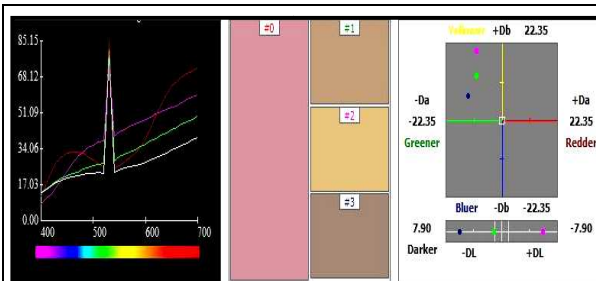 85.15
68.12
51.09
34.06
17.03
0.00
400 500 600 700
#0
#1
#2
#3
Yellower +Db 22.35
-Da
-22.35
Greener
+Da
22.35
Redder
Bluer -Db -22.35
7.90
Darker
-DL
+DL
-7.90